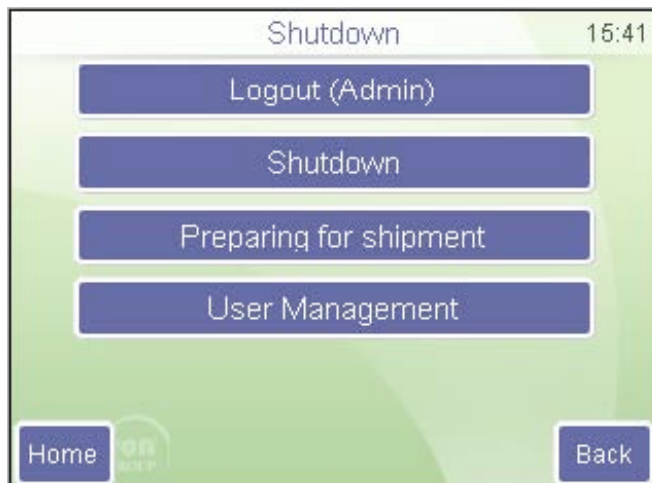 Shutdown 15:41
Logout (Admin)
Shutdown
Preparing for shipment
User Management
Home
Back